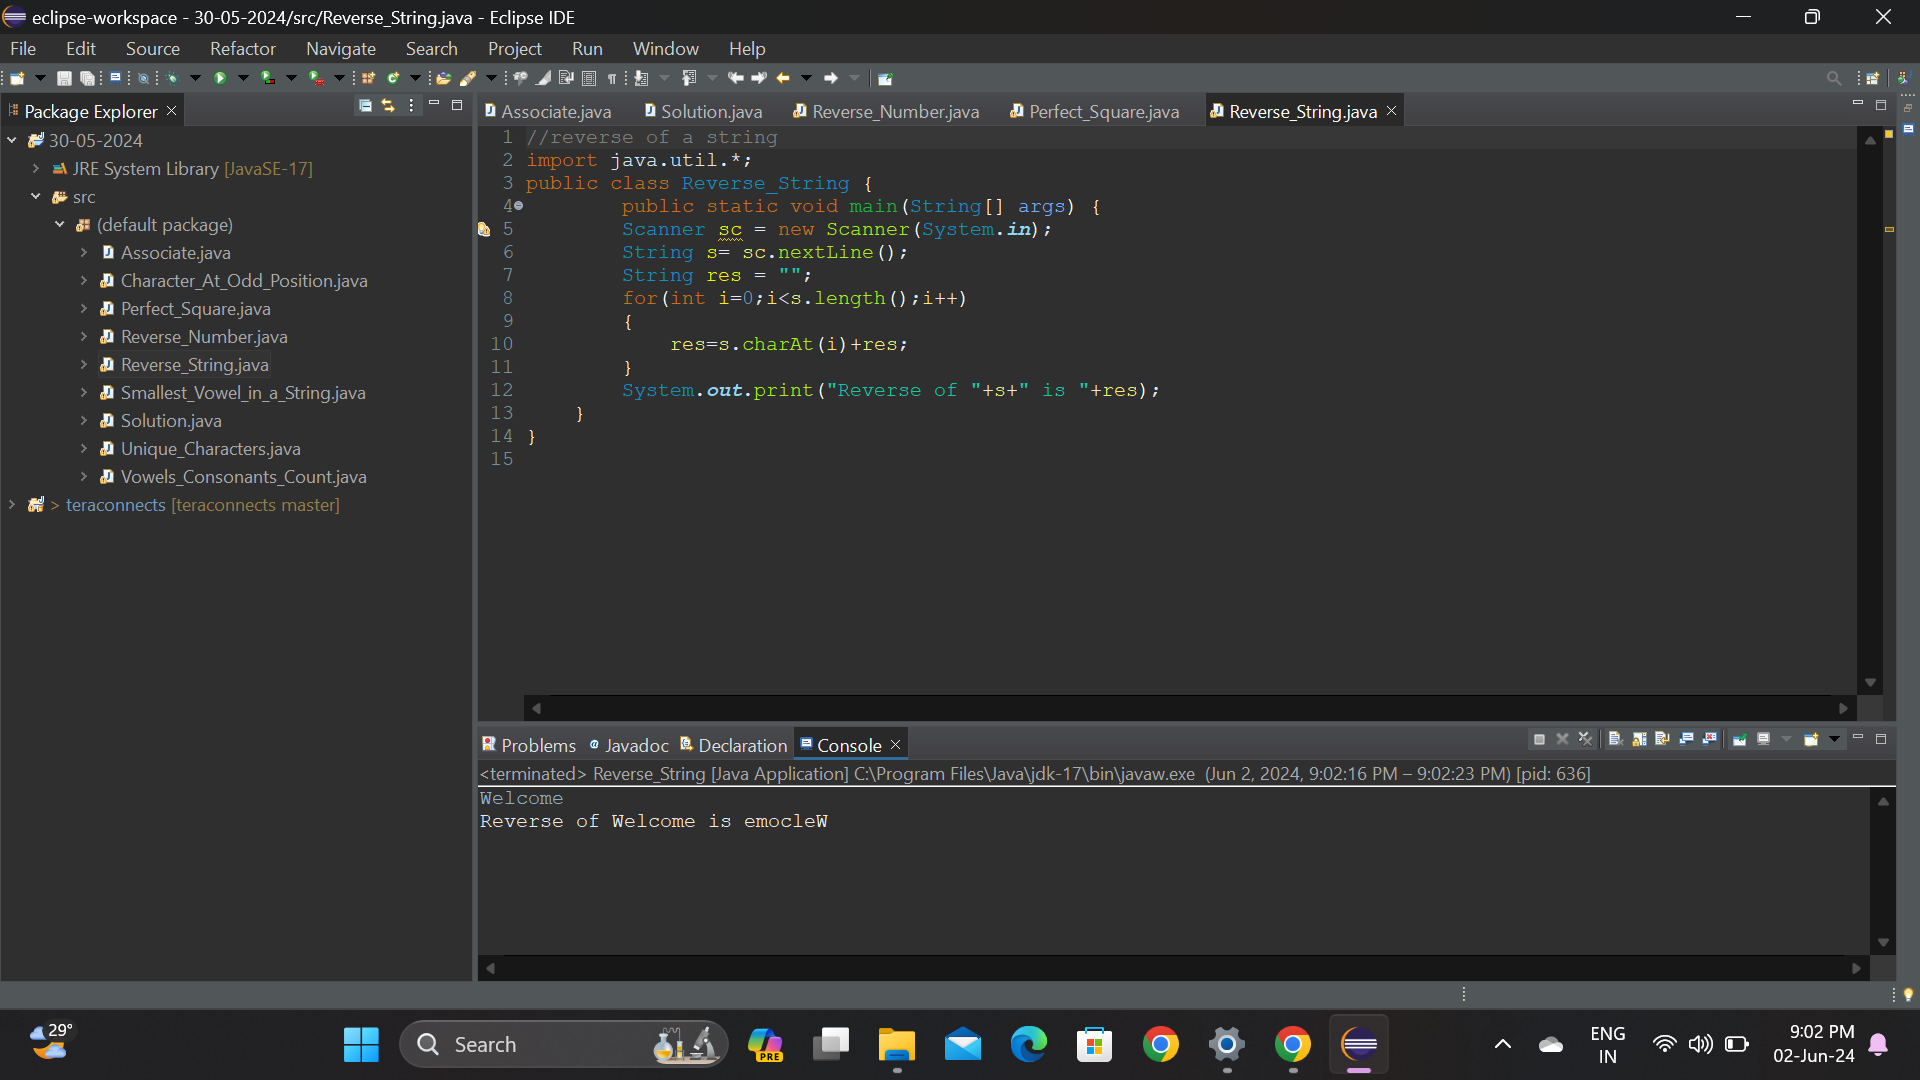 eclipse-workspace - 30-05-2024/src/Reverse_String.java - Eclipse IDE
File Edit Source Refactor Navigate Search Project Run Window Help
Package Explorer
30-05-2024
JRE System Library [JavaSE-17]
src
(default package)
Associate.java
Character_At_Odd_Position.java
Perfect_Square.java
Reverse_Number.java
Reverse_String.java
Smallest_Vowel_in_a_String.java
Solution.java
Unique_Characters.java
Vowels_Consonants_Count.java
> teraconnects [teraconnects master]
Associate.java Solution.java Reverse_Number.java Perfect_Square.java Reverse_String.java
1 //reverse of a string
2 import java.util.*;
3 public class Reverse_String {
4 public static void main(String[] args) {
5 Scanner sc = new Scanner(System.in);
6 String s= sc.nextLine();
7 String res = "";
8 for(int i=0;i<s.length();i++)
9 {
10 res=s.charAt(i)+res;
11 }
12 System.out.print("Reverse of "+s+" is "+res);
13 }
14 }
15
Problems Javadoc Declaration Console
<terminated> Reverse_String [Java Application] C:\Program Files\Java\jdk-17\bin\javaw.exe (Jun 2, 2024, 9:02:16 PM – 9:02:23 PM) [pid: 636]
Welcome
Reverse of Welcome is emocleW
29°
Search
PRE
ENG
IN
9:02 PM
02-Jun-24